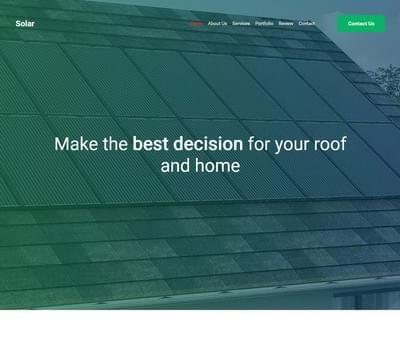 Solar
Home About Us Services Portfolio Review Contact
Contact Us
Make the best decision for your roof
and home